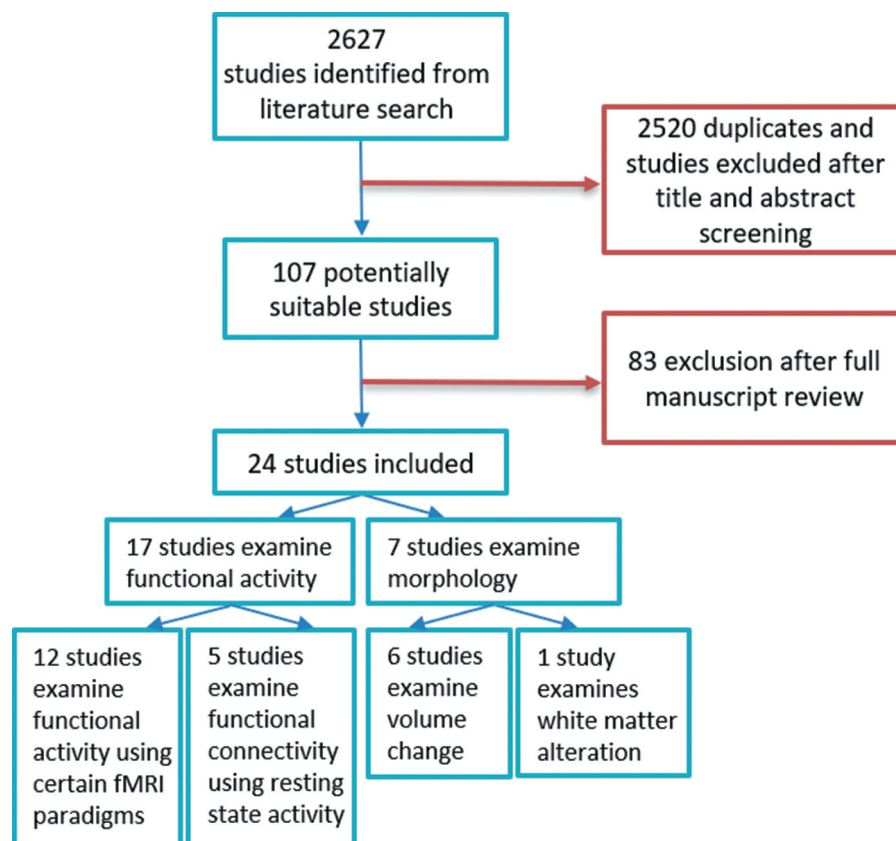 2627
studies identified from
literature search
2520 duplicates and
studies excluded after
title and abstract
screening
107 potentially
suitable studies
83 exclusion after full
manuscript review
24 studies included
17 studies examine
functional activity
7 studies examine
morphology
12 studies
examine
functional
activity using
certain fMRI
paradigms
5 studies
examine
functional
connectivity
using resting
state activity
6 studies
examine
volume
change
1 study
examines
white matter
alteration